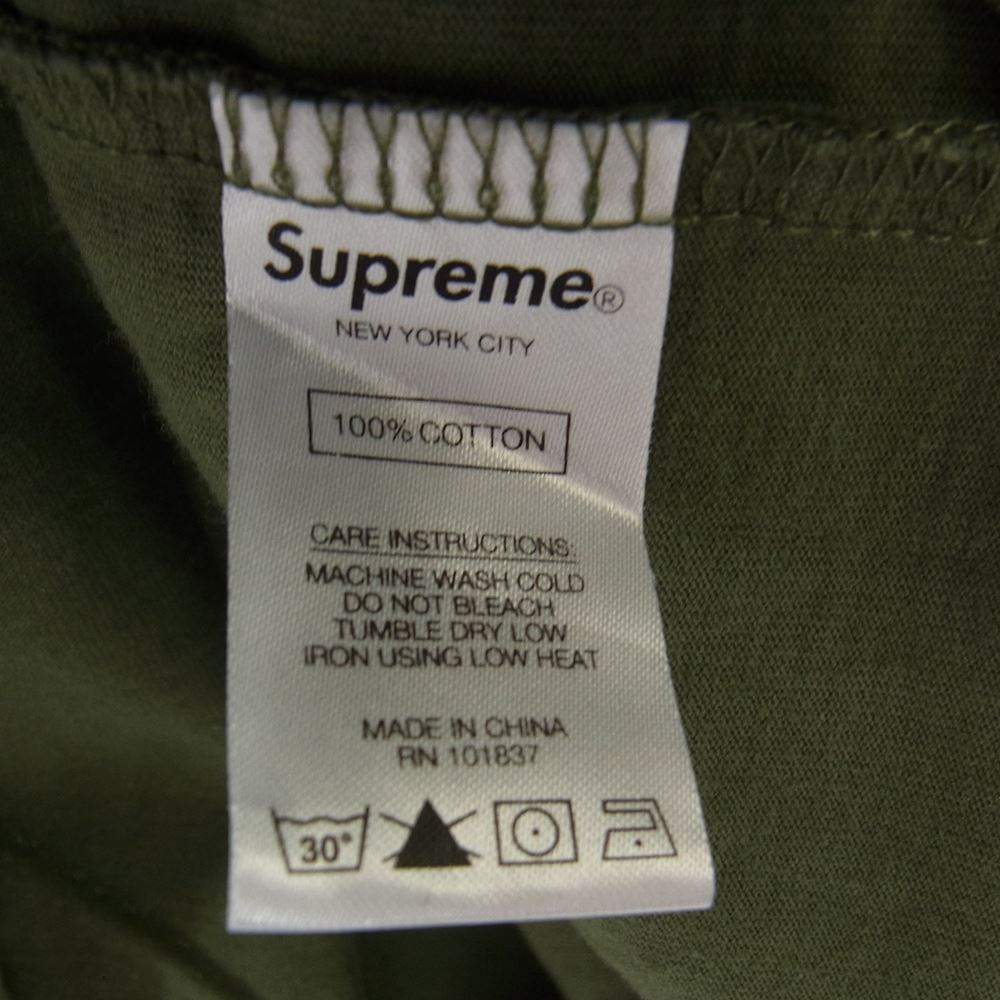 Supreme®
NEW YORK CITY
100% COTTON
CARE INSTRUCTIONS:
MACHINE WASH COLD
DO NOT BLEACH
TUMBLE DRY LOW
IRON USING LOW HEAT
MADE IN CHINA
RN 101837
30°